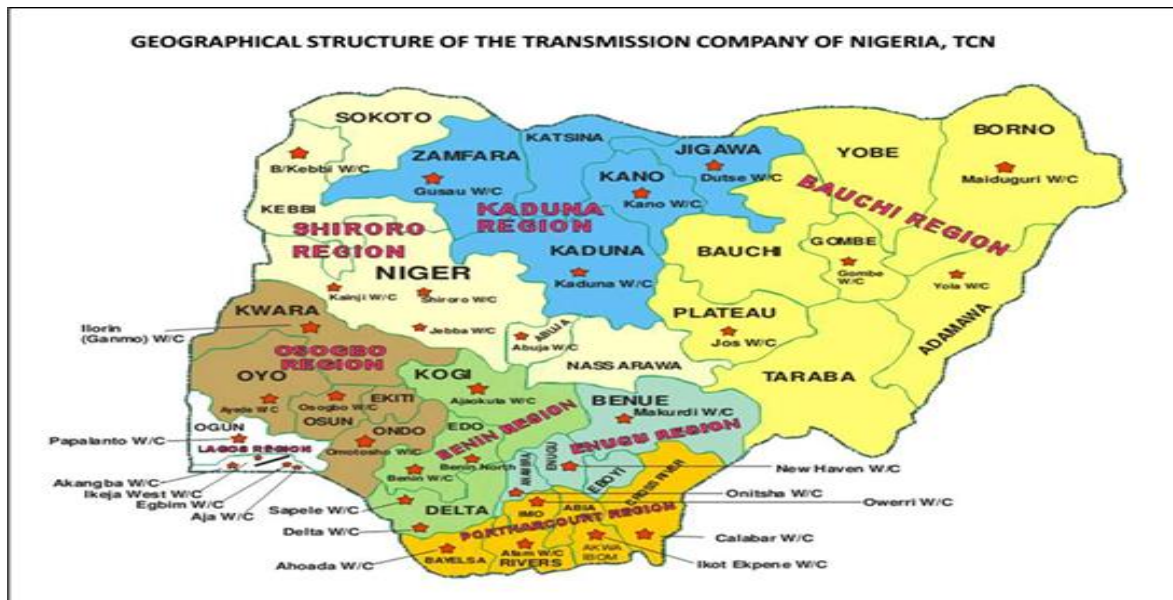 GEOGRAPHICAL STRUCTURE OF THE TRANSMISSION COMPANY OF NIGERIA, TCN
SOKOTO
B/Kebbi W/C
ZAMFARA
Gusau W/C
KATSINA
JIGAWA
Dutse W/C
KANO
Kano W/C
YOBE
BORNO
Maiduguri W/C
KEBBI
SHIRORO
REGION
KADUNA
REGION
BAUCHI REGION
NIGER
KADUNA
Kaduna W/C
BAUCHI
GOMBE
Gombe
W/C
Yola W/C
Kainji W/C
Shiroro W/C
Jebba W/C
ABUJA
Abuja W/C
PLATEAU
Jos W/C
ADAMAWA
KWARA
Ilorin
(Ganmo) W/C
NASSARAWA
TARABA
OSOGBO
REGION
OYO
Ayede W/C
Osogbo W/C
EKITI
OSUN
ONDO
Omotosho W/C
KOGI
Ajaokuta W/C
BENUE
Makurdi W/C
EDO
BENIN REGION
Benin North
Benin W/C
ENUGU REGION
ANAMBRA
ENUGU
EBOYI
CROSS RIVER
New Haven W/C
OGUN
Papalanto W/C
LAGOS REGION
Akangba W/C
Ikeja West W/C
Egbim W/C
Aja W/C
Sapele W/C
DELTA
Delta W/C
Onitsha W/C
Owerri W/C
IMO
ABIA
PORTHARCOURT REGION
Calabar W/C
Ahoada W/C
BAYELSA
Afam W/C
RIVERS
AKWA
IBOM
Ikot Ekpene W/C